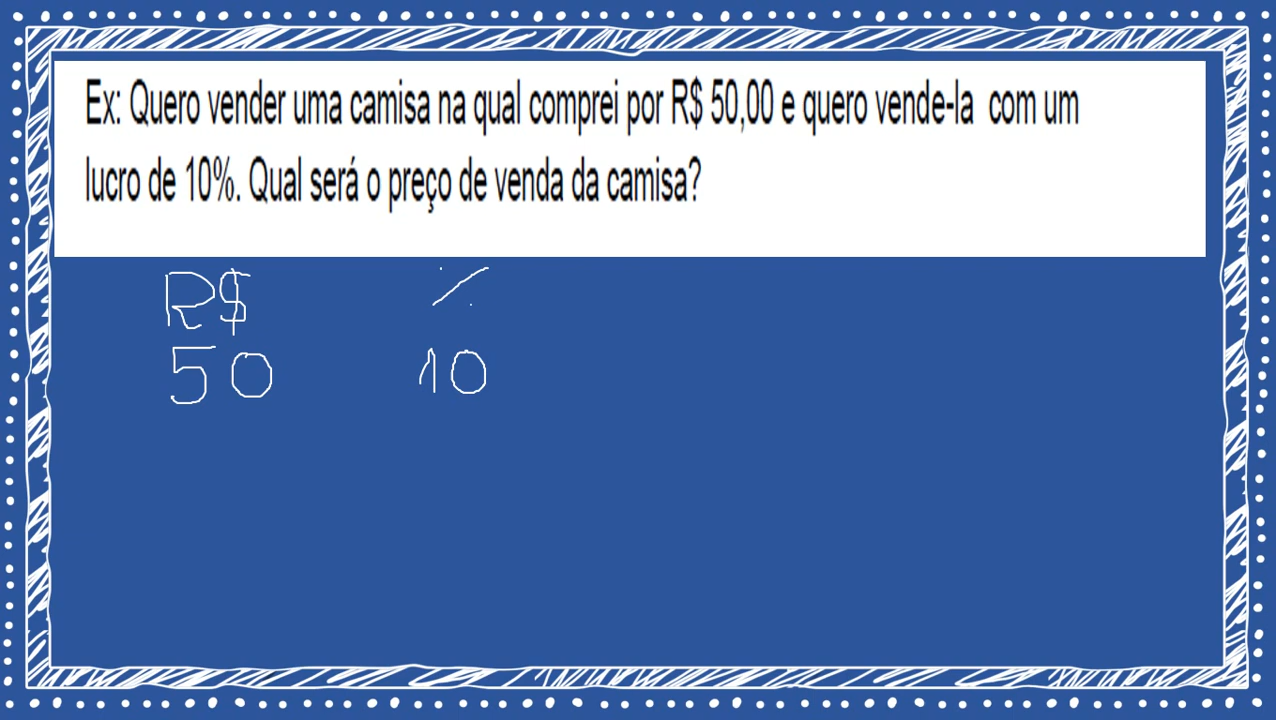 Ex: Quero vender uma camisa na qual comprei por R$ 50,00 e quero vende-la com um
lucro de 10%. Qual será o preço de venda da camisa?
R$ %
50 10